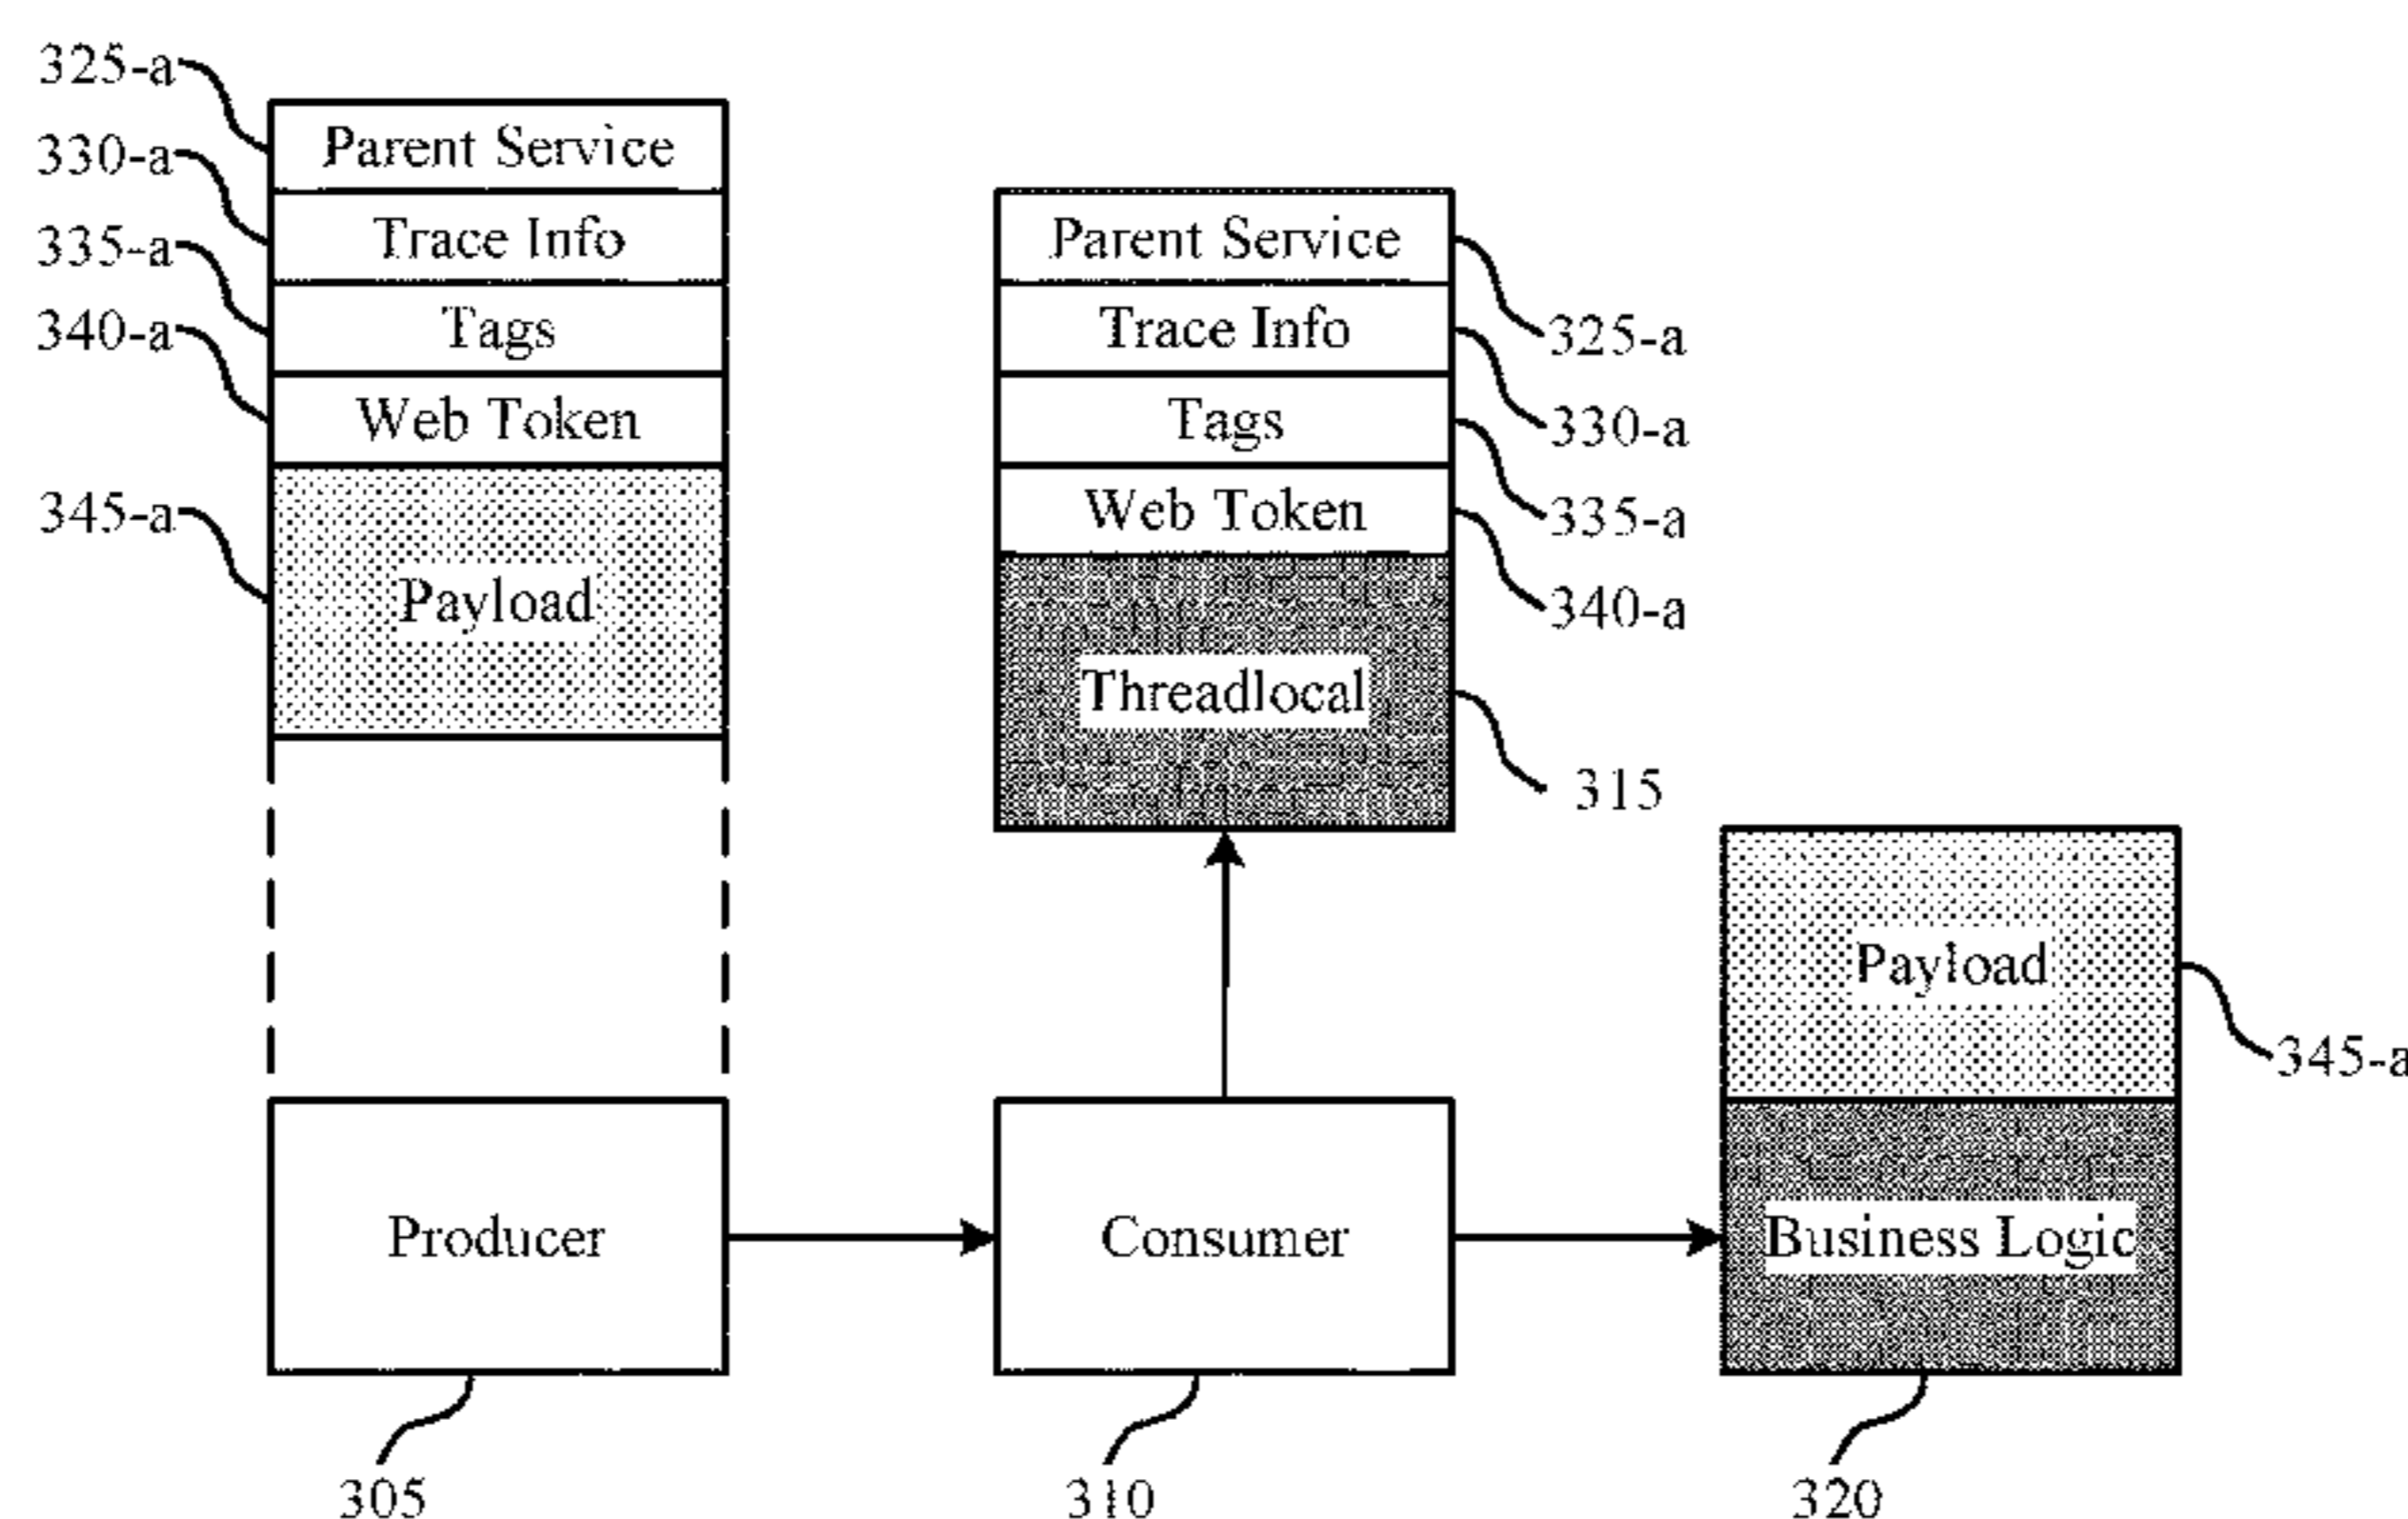 325-a
Parent Service
330-a
Trace Info
335-a
Tags
340-a
Web Token
345-a
Payload
Parent Service
325-a
Trace Info
330-a
Tags
335-a
Web Token
340-a
Threadlocal
315
Payload
345-a
Producer
Consumer
Business Logic
305
310
320